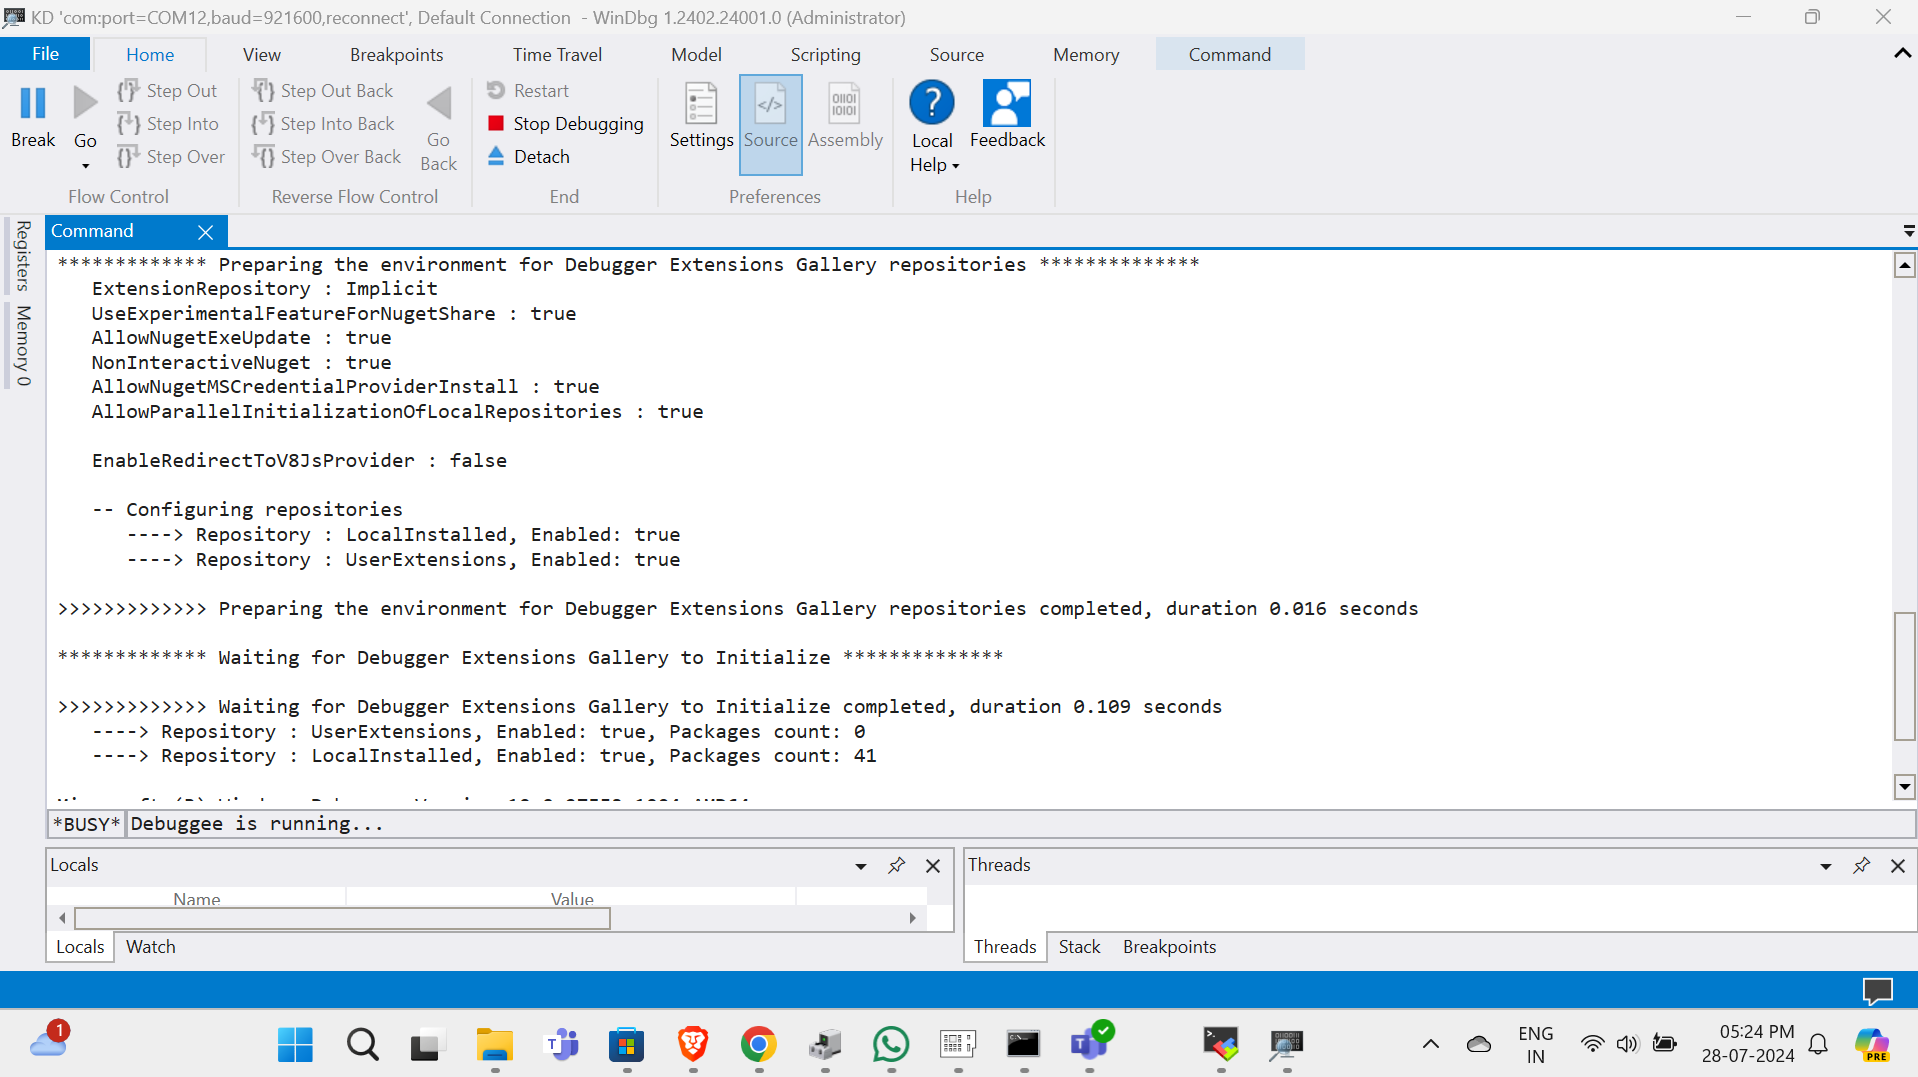 KD 'com:port=COM12,baud=921600,reconnect', Default Connection - WinDbg 1.2402.24001.0 (Administrator)
File Home View Breakpoints Time Travel Model Scripting Source Memory Command
Break
Go
Step Out
Step Into
Step Over
Flow Control
Step Out Back
Step Into Back
Step Over Back
Go Back
Reverse Flow Control
Restart
Stop Debugging
Detach
End
Settings
Source
Assembly
Preferences
Local Help
Feedback
Help
Registers
Memory 0
Command
************* Preparing the environment for Debugger Extensions Gallery repositories **************
ExtensionRepository : Implicit
UseExperimentalFeatureForNugetShare : true
AllowNugetExeUpdate : true
NonInteractiveNuget : true
AllowNugetMSCredentialProviderInstall : true
AllowParallelInitializationOfLocalRepositories : true
EnableRedirectToV8JsProvider : false
-- Configuring repositories
----> Repository : LocalInstalled, Enabled: true
----> Repository : UserExtensions, Enabled: true
>>>>>>>>>>>>> Preparing the environment for Debugger Extensions Gallery repositories completed, duration 0.016 seconds
************* Waiting for Debugger Extensions Gallery to Initialize **************
>>>>>>>>>>>>> Waiting for Debugger Extensions Gallery to Initialize completed, duration 0.109 seconds
----> Repository : UserExtensions, Enabled: true, Packages count: 0
----> Repository : LocalInstalled, Enabled: true, Packages count: 41
*BUSY* Debuggee is running...
Locals
Name Value
Locals Watch
Threads
Threads Stack Breakpoints
1
ENG
IN
05:24 PM
28-07-2024
PRE